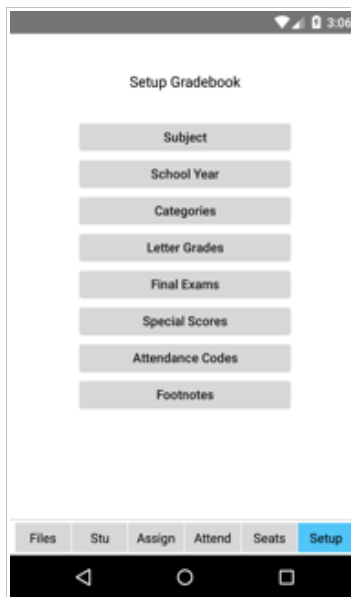 3:06
Setup Gradebook
Subject
School Year
Categories
Letter Grades
Final Exams
Special Scores
Attendance Codes
Footnotes
Files Stu Assign Attend Seats Setup